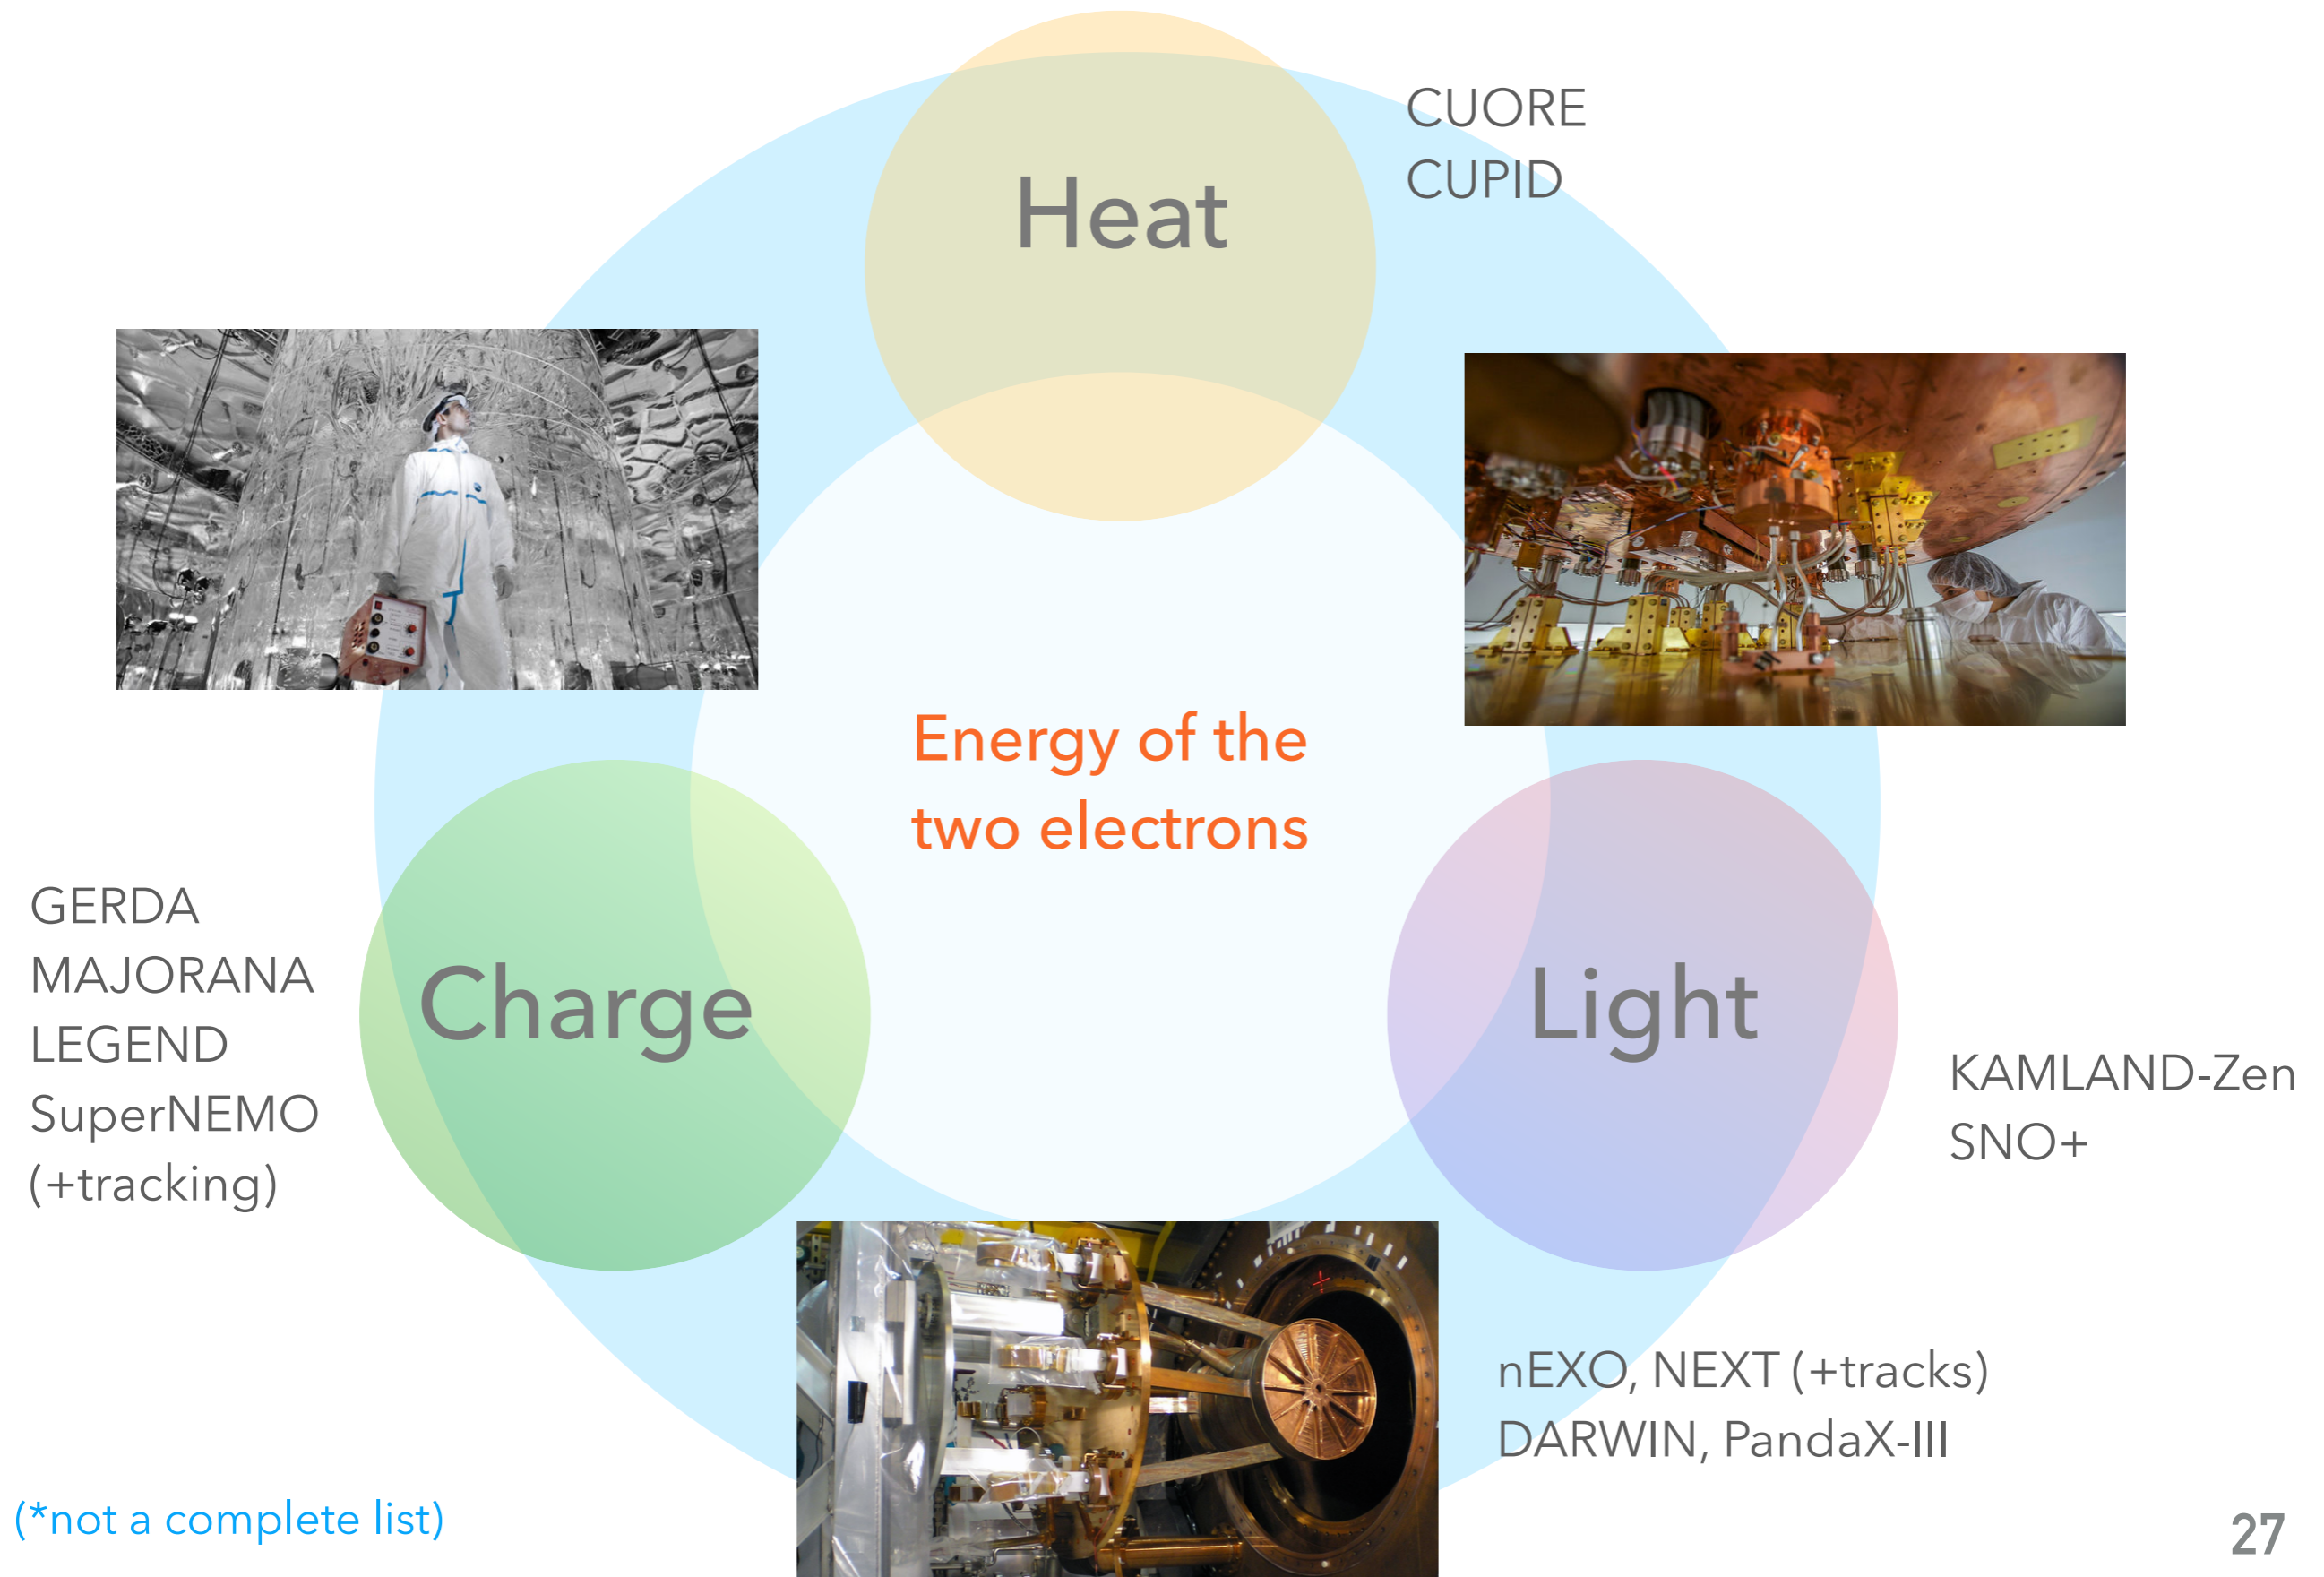 Heat
CUORE
CUPID
Energy of the
two electrons
Charge
GERDA
MAJORANA
LEGEND
SuperNEMO
(+tracking)
Light
KAMLAND-Zen
SNO+
nEXO, NEXT (+tracks)
DARWIN, PandaX-III
(*not a complete list)
27